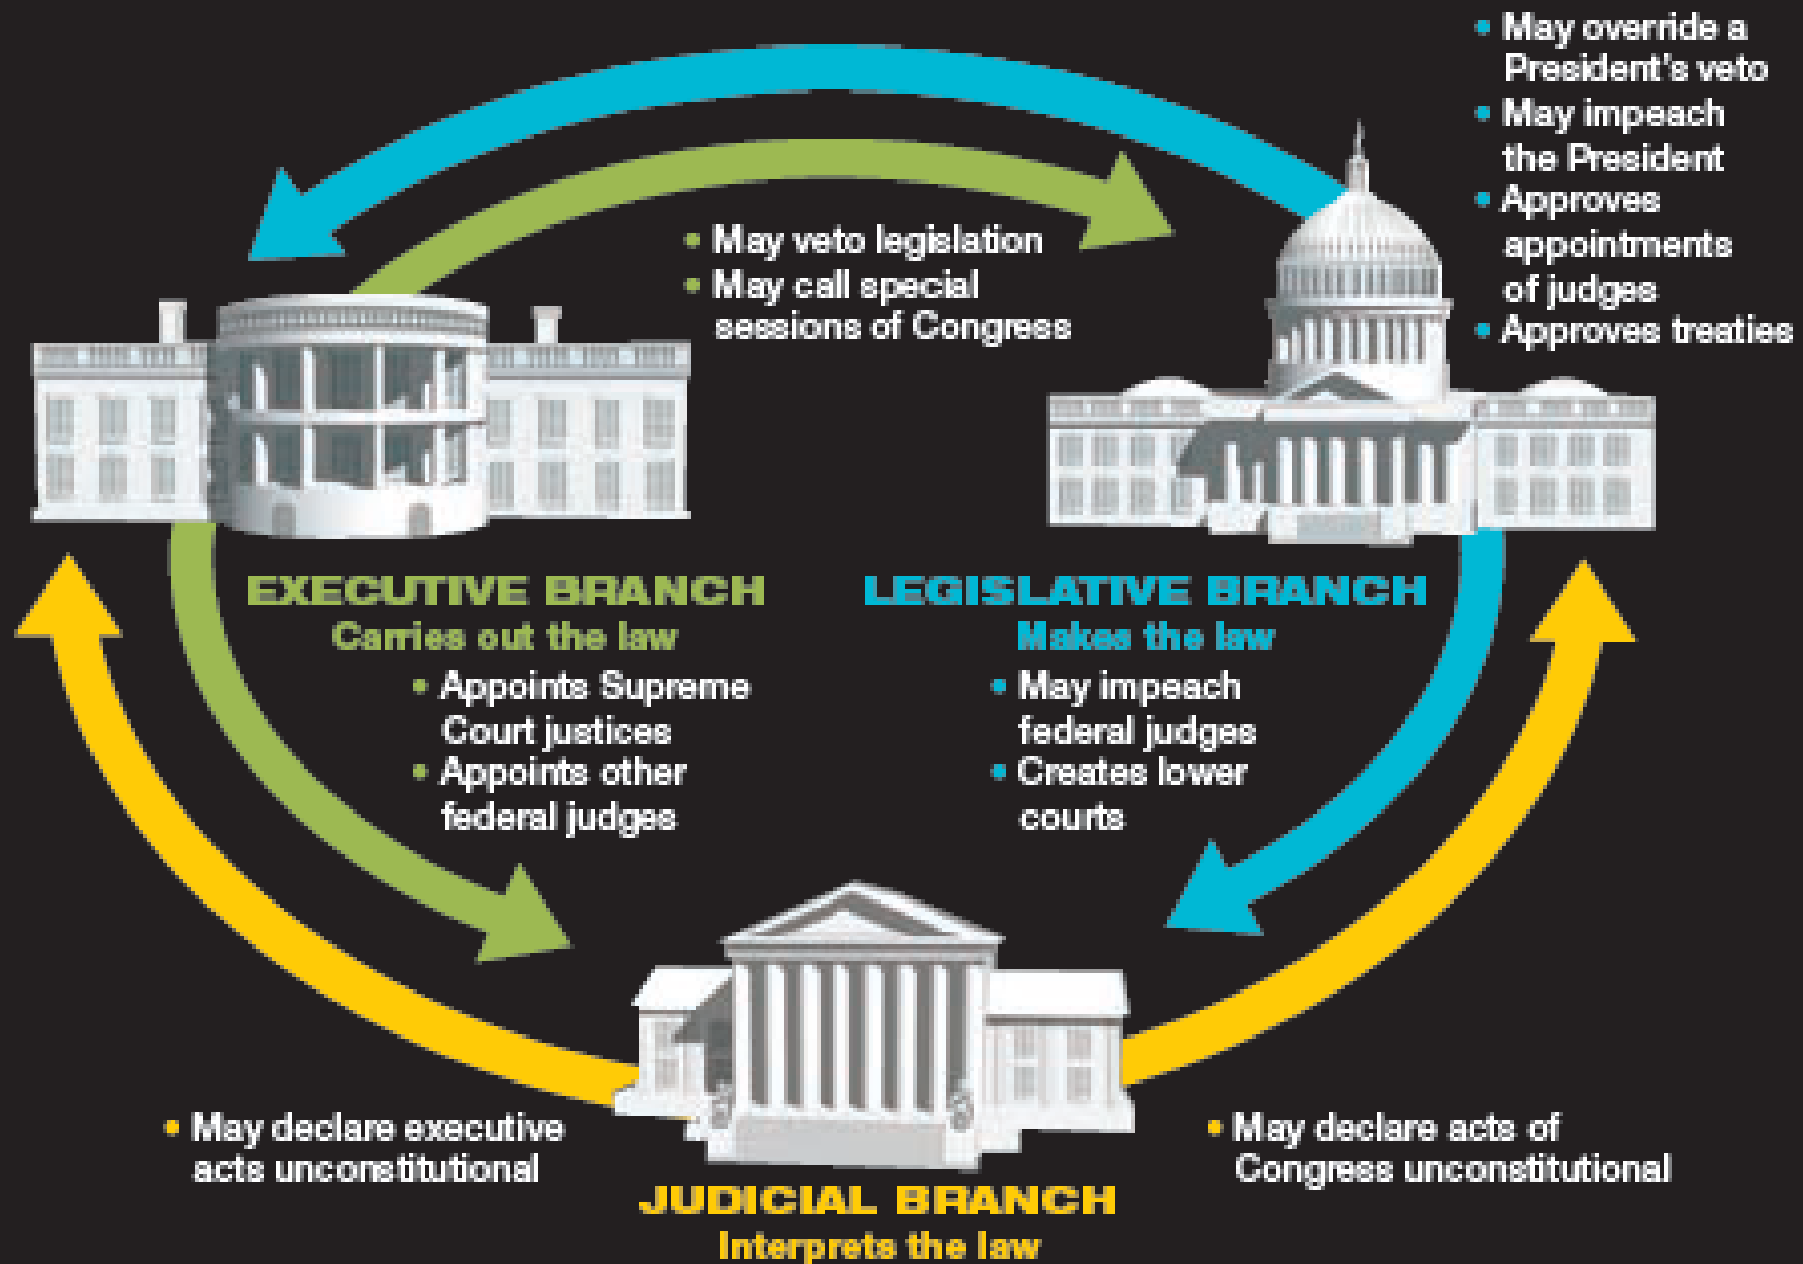 • May override a
President's veto
• May impeach
the President
• Approves
appointments
of judges
• Approves treaties
• May veto legislation
• May call special
sessions of Congress
EXECUTIVE BRANCH
Carries out the law
• Appoints Supreme
Court justices
• Appoints other
federal judges
LEGISLATIVE BRANCH
Makes the law
• May impeach
federal judges
• Creates lower
courts
• May declare executive
acts unconstitutional
• May declare acts of
Congress unconstitutional
JUDICIAL BRANCH
Interprets the law